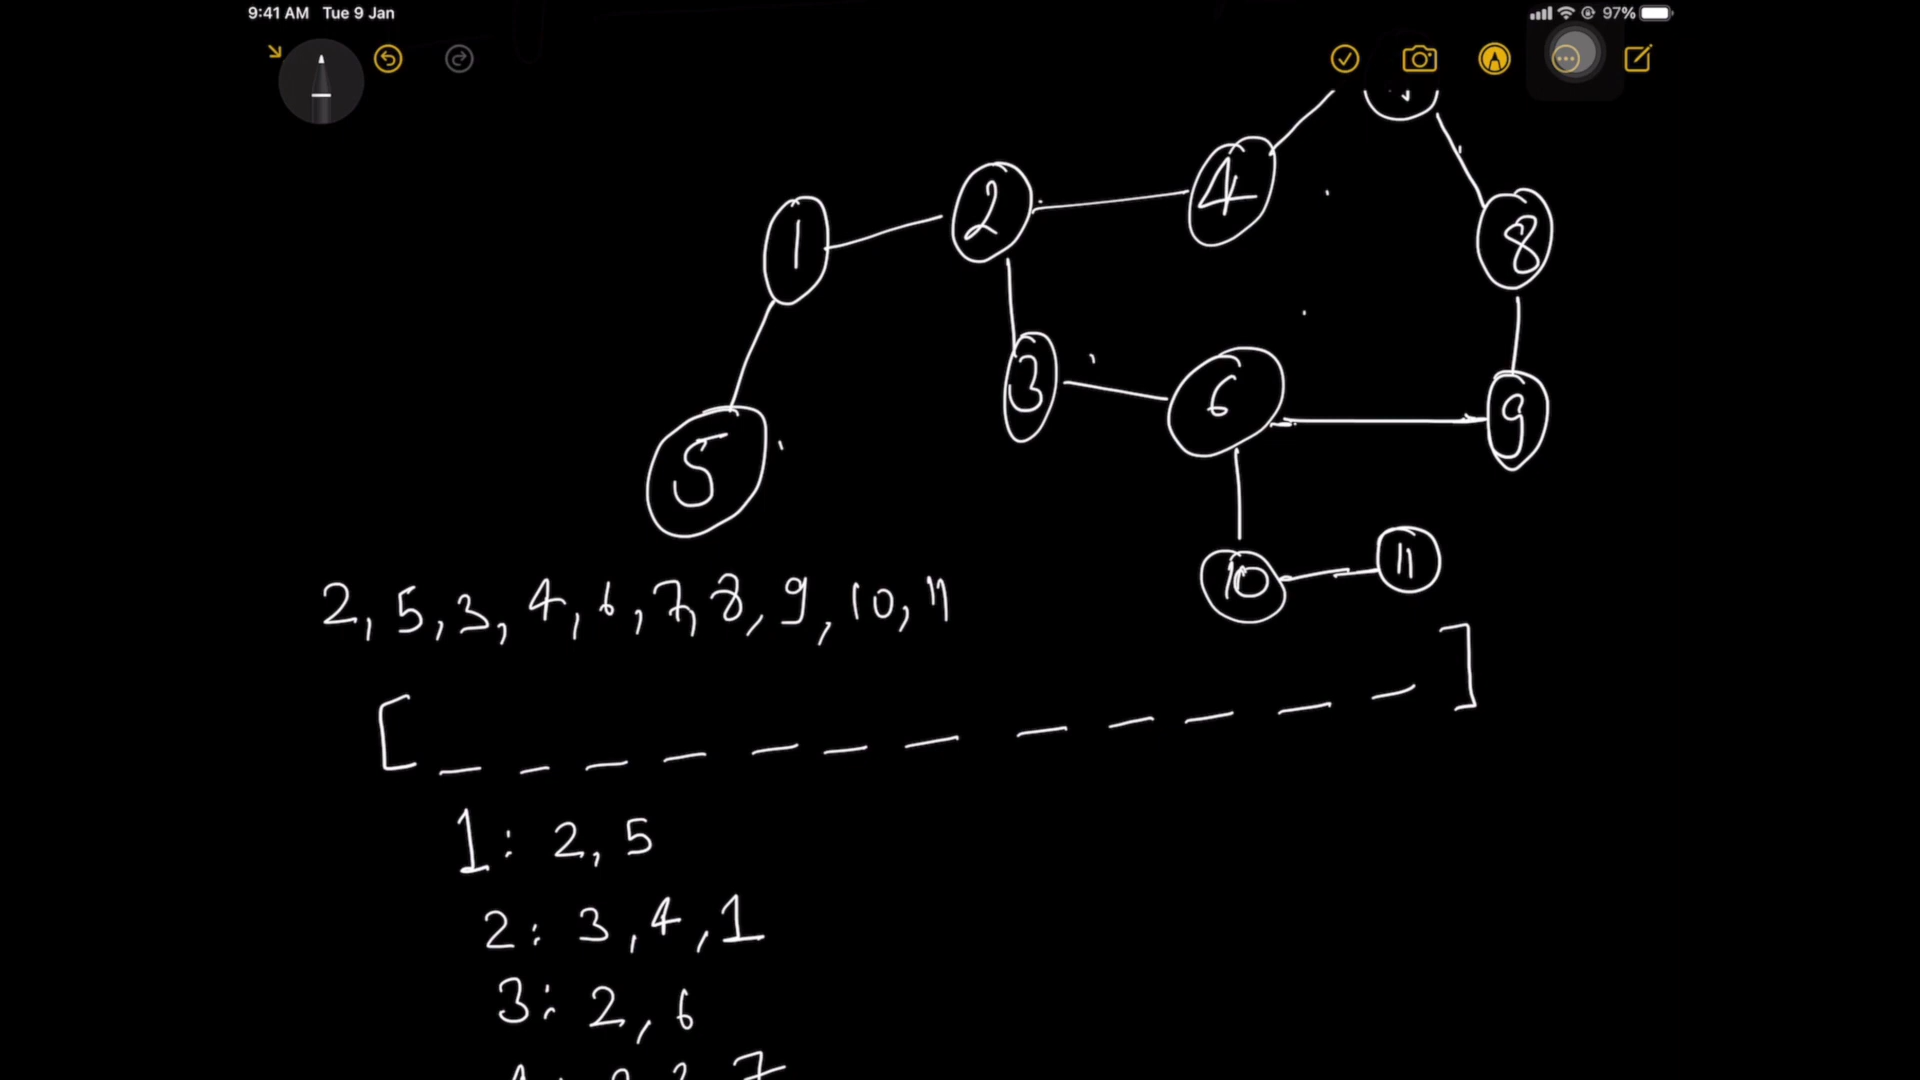 9:41 AM Tue 9 Jan 97%
1 2 4 8
3 6 9
5
10 11
2, 5, 3, 4, 6, 7, 8, 9, 10, 11
[ _ _ _ _ _ _ _ _ _ _ _ _ ]
1: 2, 5
2: 3, 4, 1
3: 2, 6
7